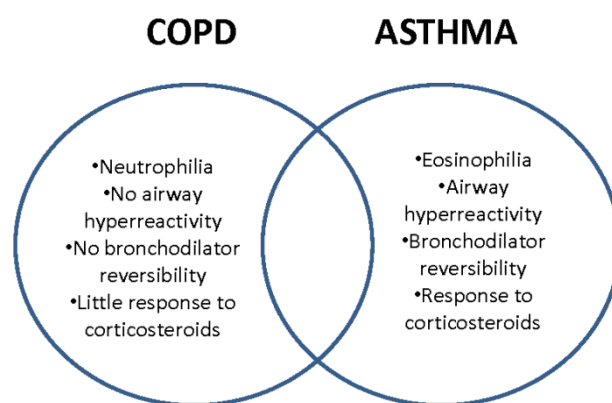 COPD
ASTHMA
•Neutrophilia
•No airway
hyperreactivity
•No bronchodilator
reversibility
•Little response to
corticosteroids
•Eosinophilia
•Airway
hyperreactivity
•Bronchodilator
reversibility
•Response to
corticosteroids